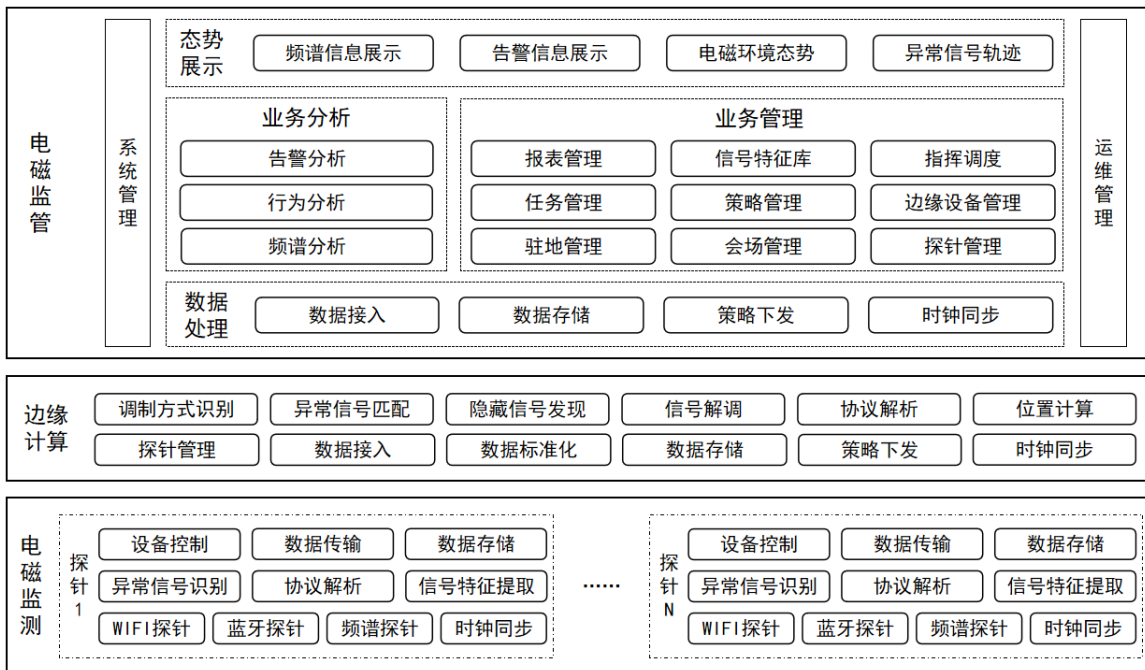 电磁监管
系统管理
态势
展示
频谱信息展示
告警信息展示
电磁环境态势
异常信号轨迹
业务分析
告警分析
行为分析
频谱分析
业务管理
报表管理
信号特征库
指挥调度
任务管理
策略管理
边缘设备管理
驻地管理
会场管理
探针管理
数据
处理
数据接入
数据存储
策略下发
时钟同步
运维管理
边缘
计算
调制方式识别
异常信号匹配
隐藏信号发现
信号解调
协议解析
位置计算
探针管理
数据接入
数据标准化
数据存储
策略下发
时钟同步
电磁监测
探针1
设备控制
数据传输
数据存储
异常信号识别
协议解析
信号特征提取
WIFI探针
蓝牙探针
频谱探针
时钟同步
······
探针N
设备控制
数据传输
数据存储
异常信号识别
协议解析
信号特征提取
WIFI探针
蓝牙探针
频谱探针
时钟同步